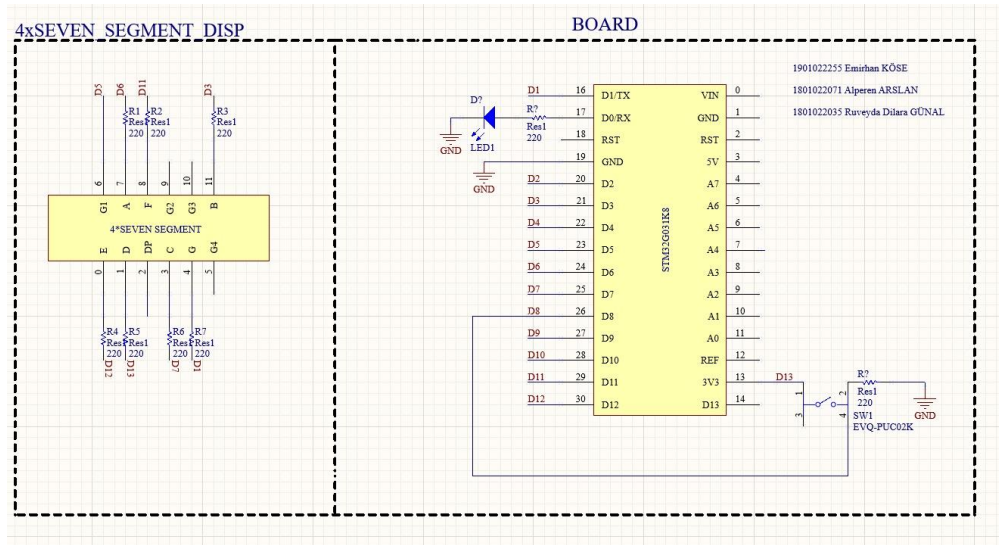 4xSEVEN_SEGMENT_DISP
BOARD
1901022255 Emirhan KÖSE
1801022071 Alperen ARSLAN
1801022035 Ruveyda Dilara GÜNAL
D5
D6
D11
D3
R1
Res1
220
R2
Res1
220
R3
Res1
220
6
7
8
9
10
11
G1
A
F
G2
G3
B
4*SEVEN SEGMENT
E
D
DP
C
G
G4
0
1
2
3
4
5
R4
Res1
220
R5
Res1
220
R6
Res1
220
R7
Res1
220
D12
D13
D7
D1
D?
LED1
GND
R?
Res1
220
GND
D1 16 D1/TX
17 D0/RX
18 RST
19 GND
D2 20 D2
D3 21 D3
D4 22 D4
D5 23 D5
D6 24 D6
D7 25 D7
D8 26 D8
D9 27 D9
D10 28 D10
D11 29 D11
D12 30 D12
STM32G031K8
VIN 0
GND 1
RST 2
5V 3
A7 4
A6 5
A5 6
A4 7
A3 8
A2 9
A1 10
A0 11
REF 12
3V3 13 D13
D13 14
1
3
2
4
R?
Res1
220
SW1
EVQ-PUC02K
GND